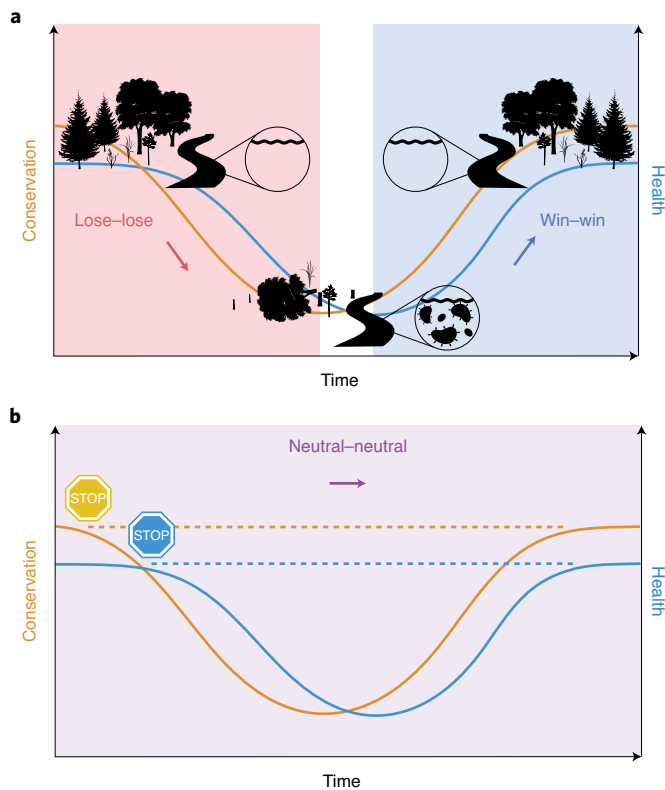 a
Conservation
Lose–lose
Win–win
Health
Time
b
Neutral–neutral
STOP
STOP
Conservation
Health
Time